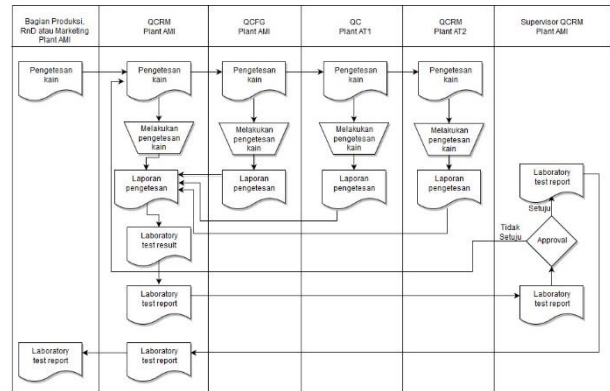 Bagian Produksi,
RnD atau Marketing
Plant AMI
QCRM
Plant AMI
QCFG
Plant AMI
QC
Plant AT1
QCRM
Plant AT2
Supervisor QCRM
Plant AMI
Pengetesan
kain
Pengetesan
kain
Pengetesan
kain
Pengetesan
kain
Pengetesan
kain
Melakukan
pengetesan
kain
Melakukan
pengetesan
kain
Melakukan
pengetesan
kain
Melakukan
pengetesan
kain
Laporan
pengetesan
Laporan
pengetesan
Laporan
pengetesan
Laporan
pengetesan
Laboratory
test report
Setuju
Tidak
Setuju
Approval
Laboratory
test result
Laboratory
test report
Laboratory
test report
Laboratory
test report
Laboratory
test report